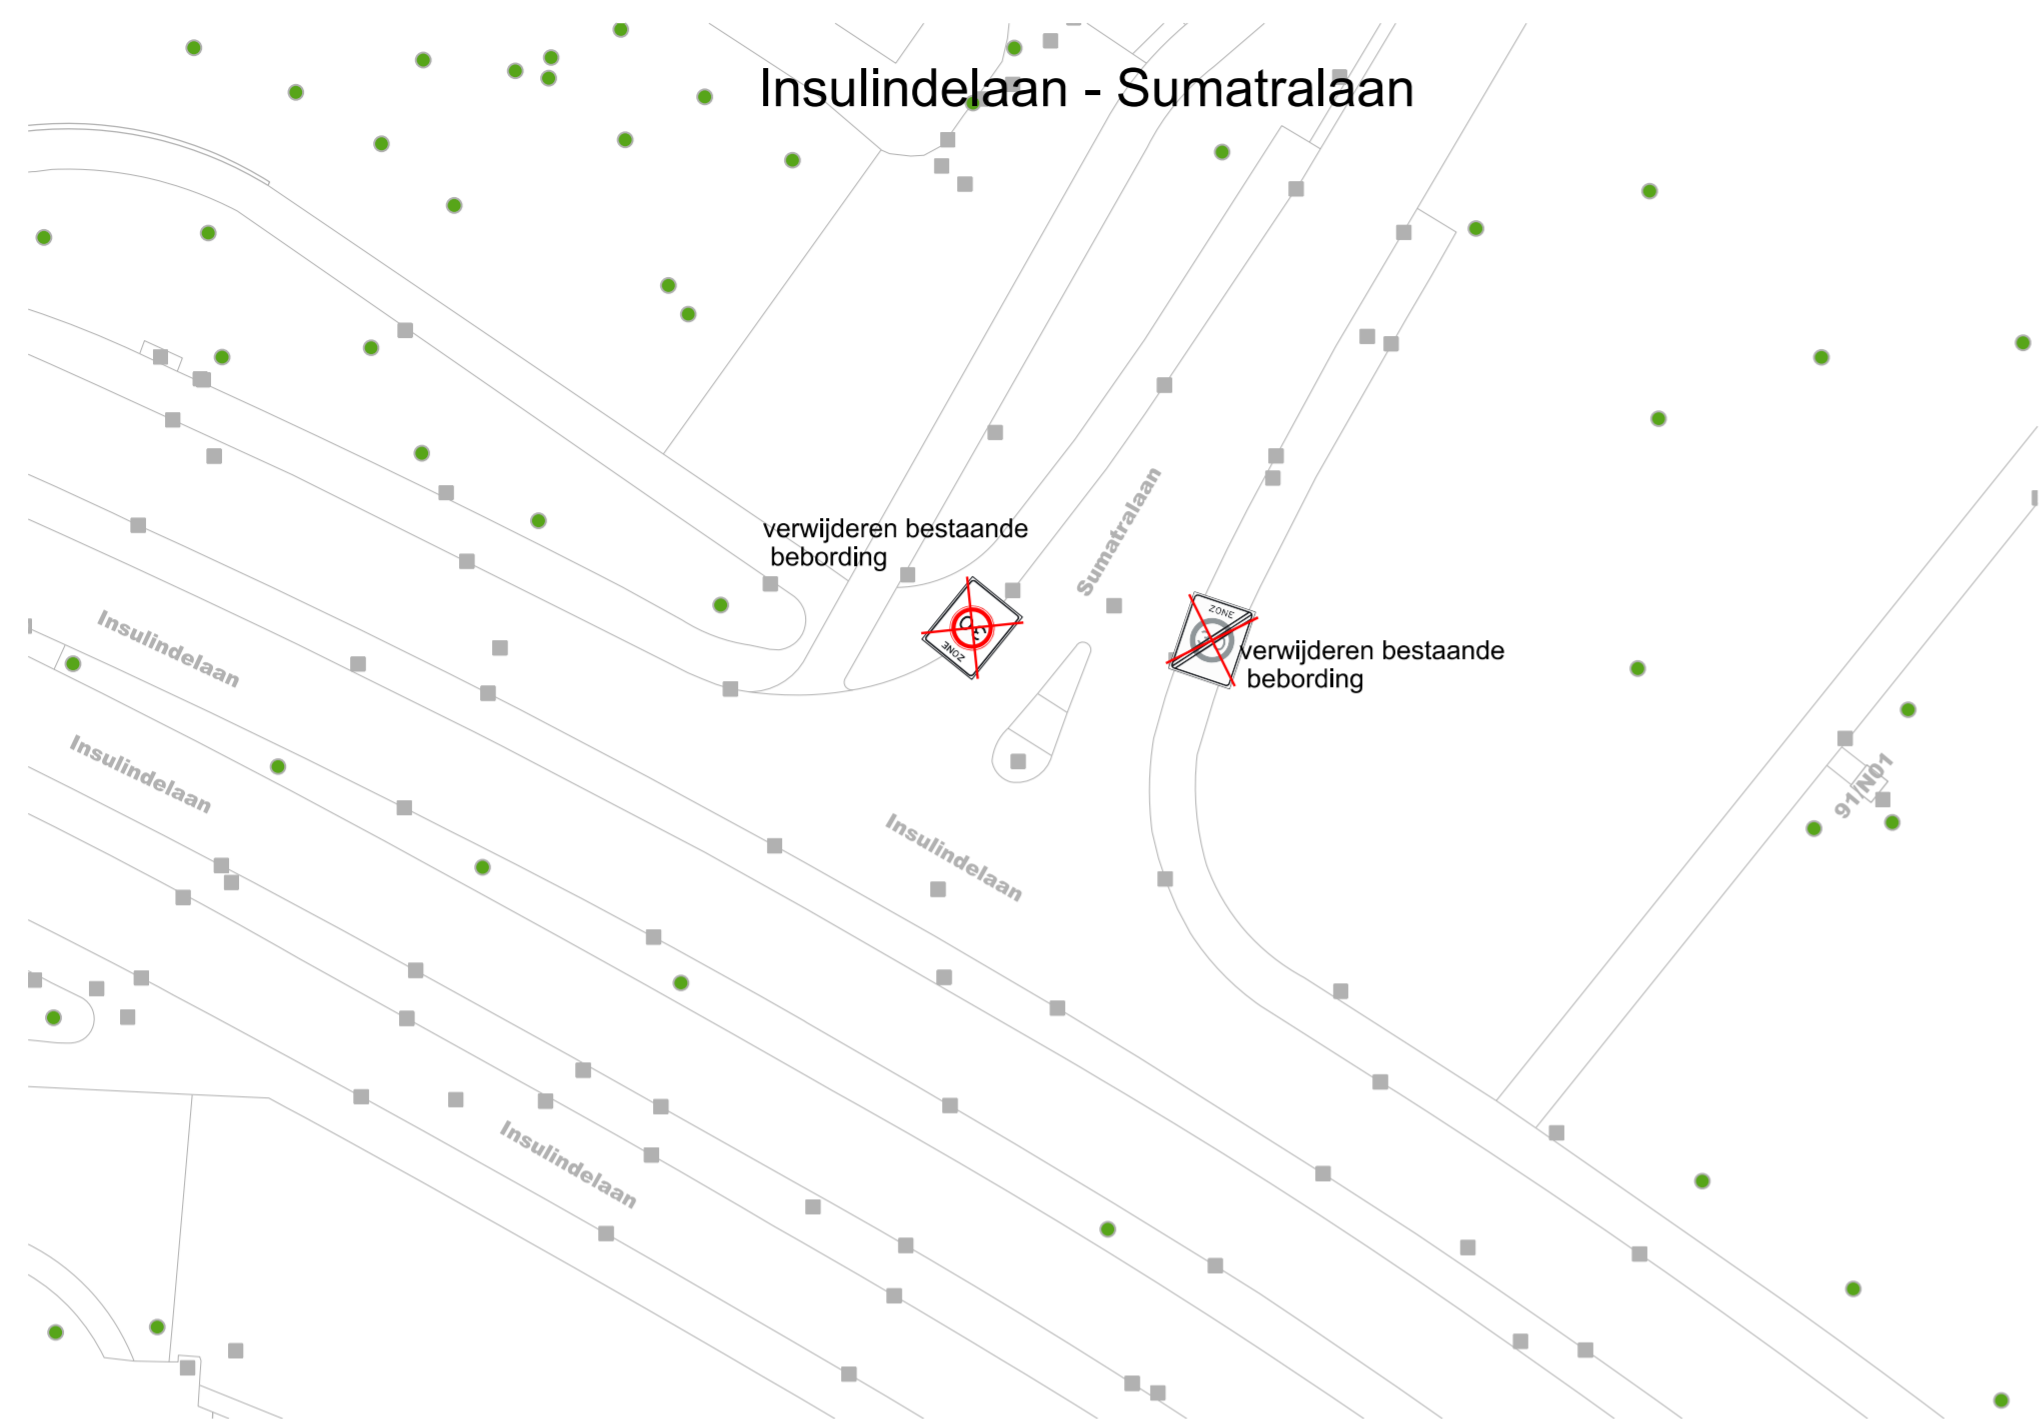 Insulindelaan - Sumatralaan
verwijderen bestaande
bebording
Sumatralaan
ZONE
ZONE
verwijderen bestaande
bebording
Insulindelaan
Insulindelaan
91/N01
Insulindelaan
Insulindelaan